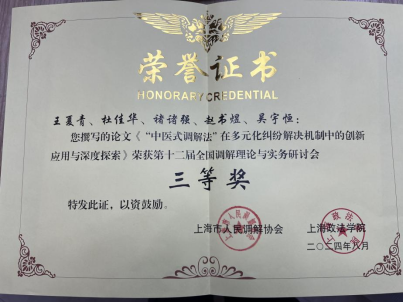 荣誉证书
HONORARY CREDENTIAL
王夏青、杜佳华、褚诸强、赵书煜、吴宇恒：
您撰写的论文《“中医式调解法”在多元化纠纷解决机制中的创新
应用与深度探索》荣获第十二届全国调解理论与实务研讨会
三等奖
特发此证，以资鼓励。
上海市人民调解协会 上海政法学院
二〇二四年八月